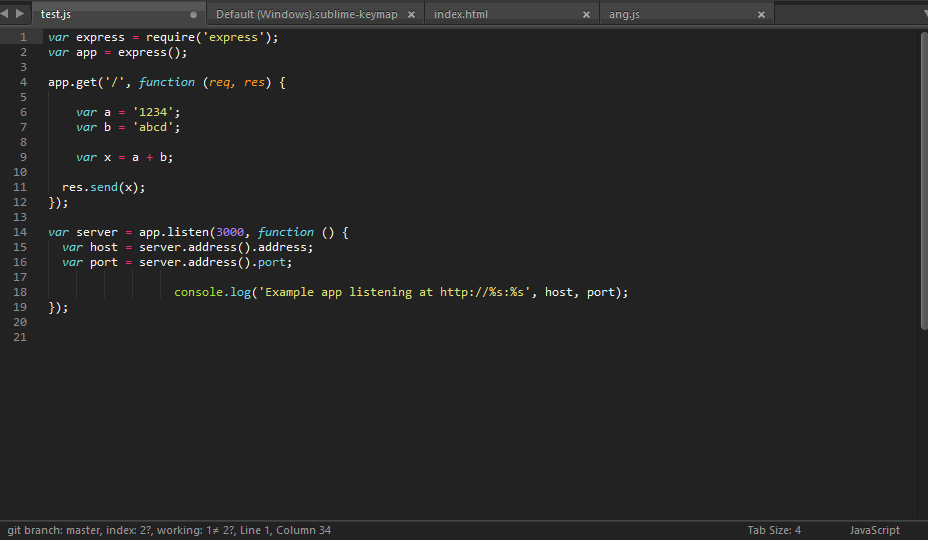 test.js Default (Windows).sublime-keymap × index.html × ang.js ×
1 var express = require('express');
2 var app = express();
3
4 app.get('/', function (req, res) {
5
6 var a = '1234';
7 var b = 'abcd';
8
9 var x = a + b;
10
11 res.send(x);
12 });
13
14 var server = app.listen(3000, function () {
15 var host = server.address().address;
16 var port = server.address().port;
17
18 console.log('Example app listening at http://%s:%s', host, port);
19 });
20
21
git branch: master, index: 2?, working: 1≠ 2?, Line 1, Column 34 Tab Size: 4 JavaScript